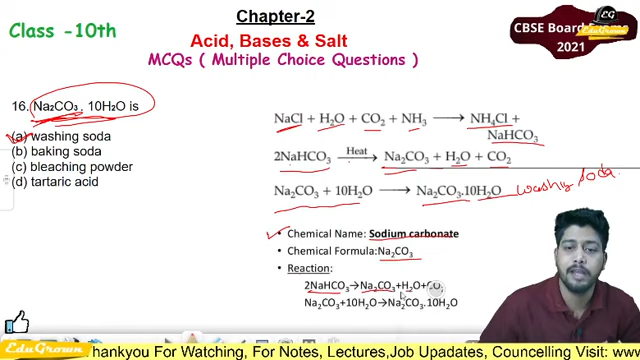 Chapter-2
Class -10th
Acid, Bases & Salt
MCQs ( Multiple Choice Questions )
EG
EduGrown
CBSE Board Exams
2021
16. Na₂CO₃ . 10H₂O is
(a) washing soda
(b) baking soda
(c) bleaching powder
(d) tartaric acid
NaCl + H₂O + CO₂ + NH₃ ⟶ NH₄Cl + NaHCO₃
2NaHCO₃ Heat⟶ Na₂CO₃ + H₂O + CO₂
Na₂CO₃ + 10H₂O ⟶ Na₂CO₃.10H₂O washing soda
• Chemical Name: Sodium carbonate
• Chemical Formula: Na₂CO₃
• Reaction:
2NaHCO₃→Na₂CO₃+H₂O+CO₂
Na₂CO₃+10H₂O→Na₂CO₃.10H₂O
EduGrown
Thankyou For Watching, For Notes, Lectures,Job Upadates, Councelling Visit: www